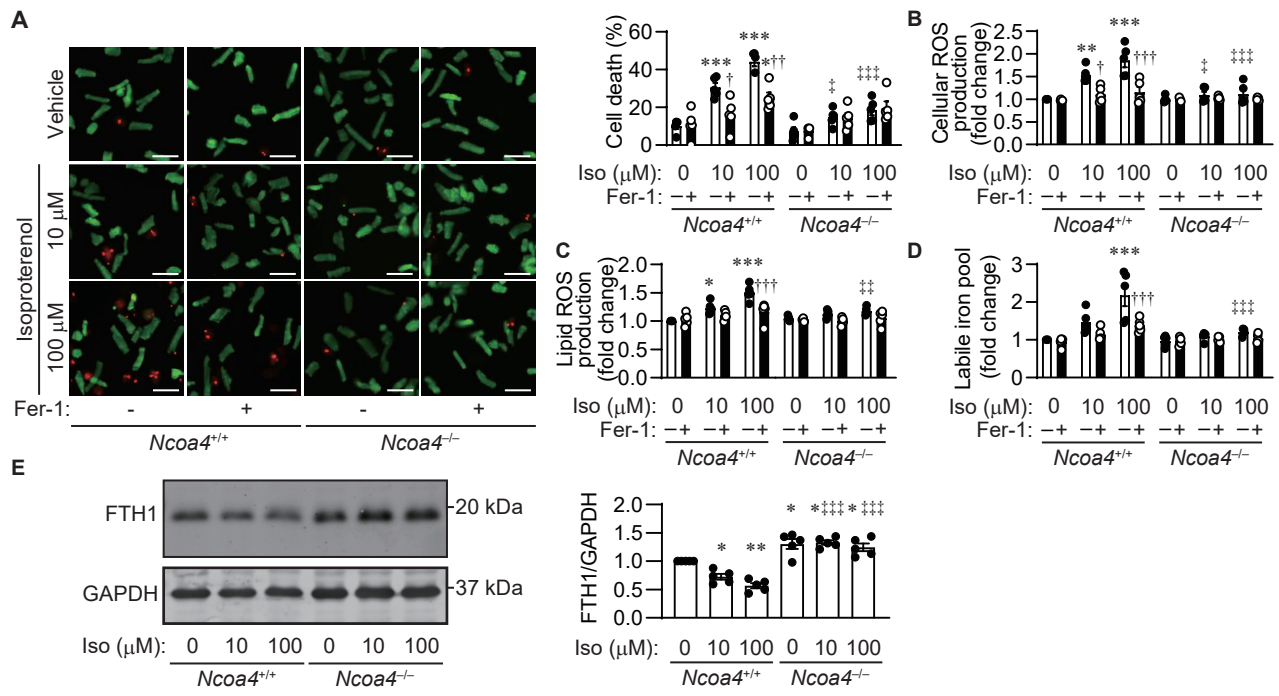 A
Vehicle
Isoproterenol
10 μM
100 μM
Fer-1: - + - +
Ncoa4+/+ Ncoa4–/–
Cell death (%)
60
40
20
0
*** † *** *†† ‡ ‡‡‡
Iso (μM): 0 10 100 0 10 100
Fer-1: –+ –+ –+ –+ –+ –+
Ncoa4+/+ Ncoa4–/–
B
Cellular ROS
production
(fold change)
2.5
2.0
1.5
1.0
0.5
0.0
** † *** ††† ‡ ‡‡‡
Iso (μM): 0 10 100 0 10 100
Fer-1: –+ –+ –+ –+ –+ –+
Ncoa4+/+ Ncoa4–/–
C
Lipid ROS
production
(fold change)
2.0
1.5
1.0
0.5
0.0
* *** ††† ‡‡
Iso (μM): 0 10 100 0 10 100
Fer-1: –+ –+ –+ –+ –+ –+
Ncoa4+/+ Ncoa4–/–
D
Labile iron pool
(fold change)
3
2
1
0
*** ††† ‡‡‡
Iso (μM): 0 10 100 0 10 100
Fer-1: –+ –+ –+ –+ –+ –+
Ncoa4+/+ Ncoa4–/–
E
FTH1
20 kDa
GAPDH
37 kDa
Iso (μM): 0 10 100 0 10 100
Ncoa4+/+ Ncoa4–/–
FTH1/GAPDH
2.0
1.5
1.0
0.5
0.0
* ** * *‡‡‡ * ‡‡‡
Iso (μM): 0 10 100 0 10 100
Ncoa4+/+ Ncoa4–/–